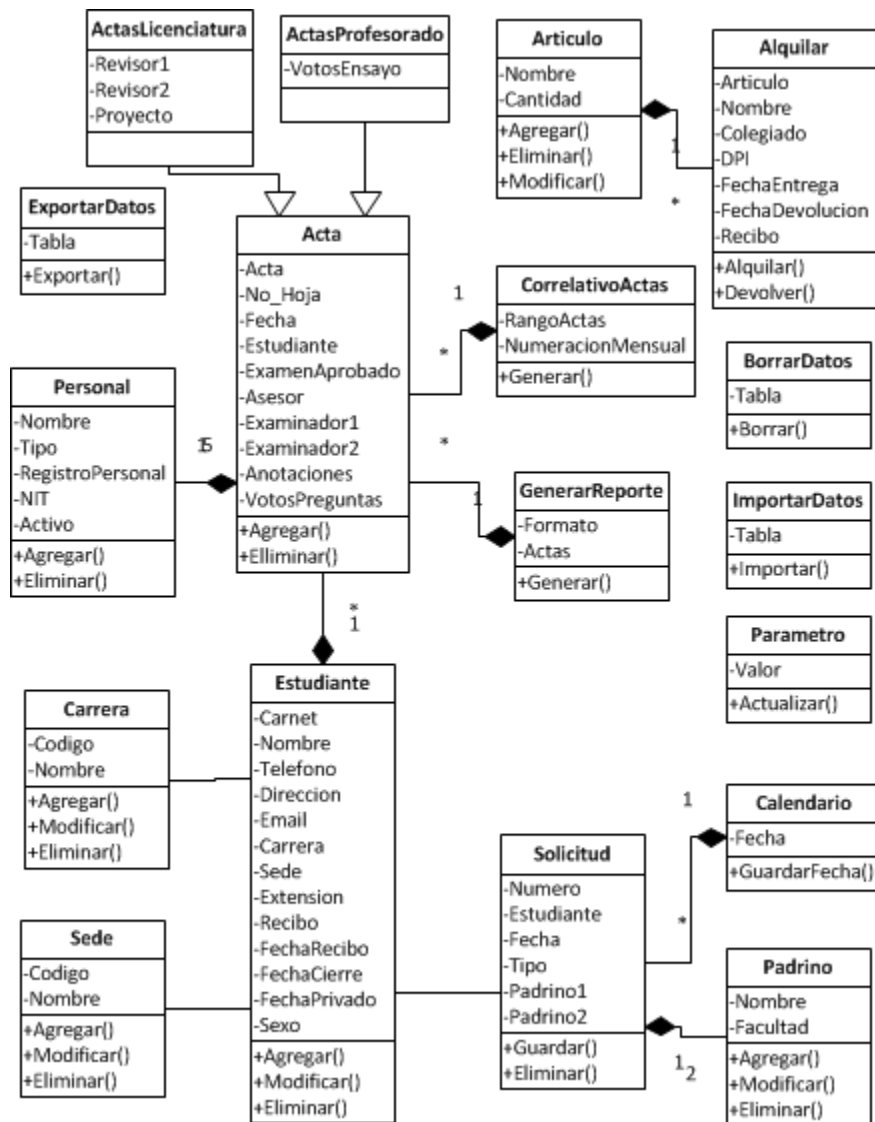 ActasLicenciatura
-Revisor1
-Revisor2
-Proyecto
ActasProfesorado
-VotosEnsayo
Articulo
-Nombre
-Cantidad
+Agregar()
+Eliminar()
+Modificar()
1
*
Alquilar
-Articulo
-Nombre
-Colegiado
-DPI
-FechaEntrega
-FechaDevolucion
-Recibo
+Alquilar()
+Devolver()
ExportarDatos
-Tabla
+Exportar()
Acta
-Acta
-No_Hoja
-Fecha
-Estudiante
-ExamenAprobado
-Asesor
-Examinador1
-Examinador2
-Anotaciones
-VotosPreguntas
+Agregar()
+Elliminar()
1
*
CorrelativoActas
-RangoActas
-NumeracionMensual
+Generar()
BorrarDatos
-Tabla
+Borrar()
Personal
-Nombre
-Tipo
-RegistroPersonal
-NIT
-Activo
+Agregar()
+Eliminar()
15
*
1
GenerarReporte
-Formato
-Actas
+Generar()
ImportarDatos
-Tabla
+Importar()
Parametro
-Valor
+Actualizar()
*
1
Estudiante
-Carnet
-Nombre
-Telefono
-Direccion
-Email
-Carrera
-Sede
-Extension
-Recibo
-FechaRecibo
-FechaCierre
-FechaPrivado
-Sexo
+Agregar()
+Modificar()
+Eliminar()
Carrera
-Codigo
-Nombre
+Agregar()
+Modificar()
+Eliminar()
Sede
-Codigo
-Nombre
+Agregar()
+Modificar()
+Eliminar()
Solicitud
-Numero
-Estudiante
-Fecha
-Tipo
-Padrino1
-Padrino2
+Guardar()
+Eliminar()
1
*
Calendario
-Fecha
+GuardarFecha()
1
2
Padrino
-Nombre
-Facultad
+Agregar()
+Modificar()
+Eliminar()